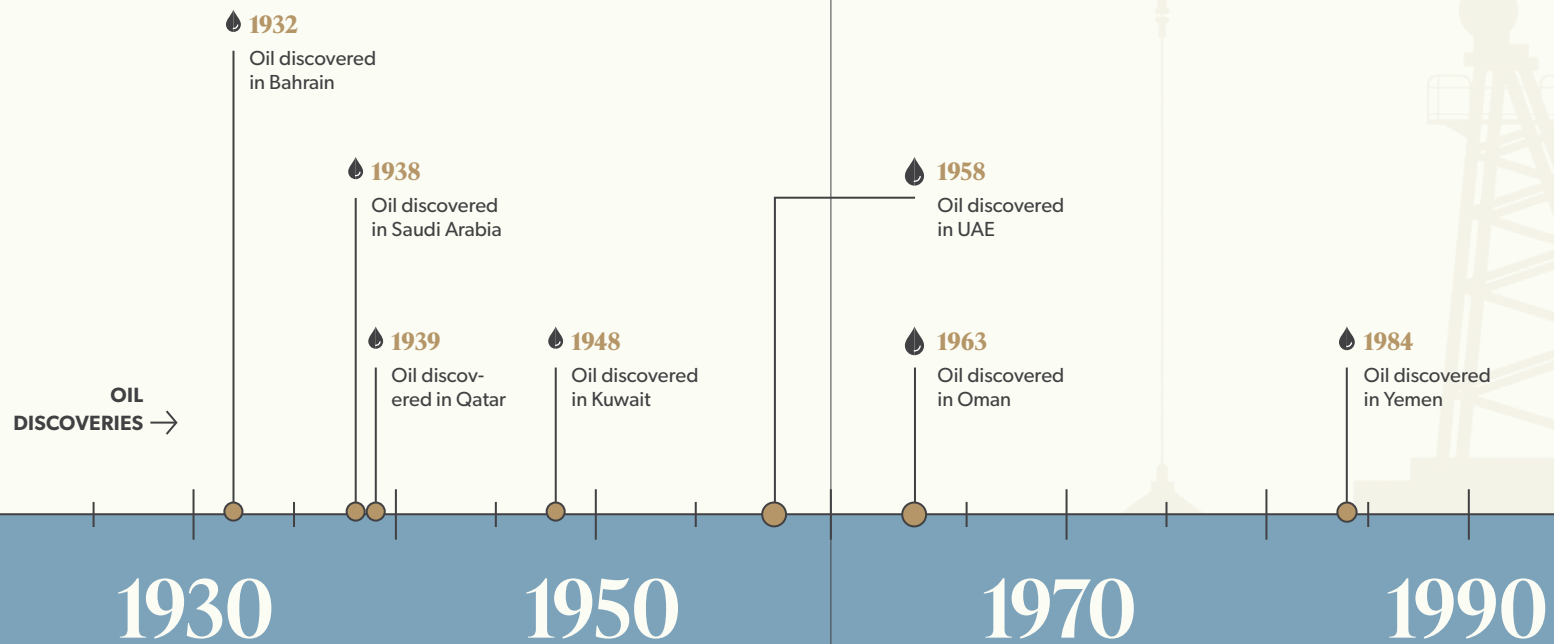 1932
Oil discovered
in Bahrain
1938
Oil discovered
in Saudi Arabia
1958
Oil discovered
in UAE
1939
Oil discov-
ered in Qatar
1948
Oil discovered
in Kuwait
1963
Oil discovered
in Oman
1984
Oil discovered
in Yemen
OIL
DISCOVERIES
1930
1950
1970
1990